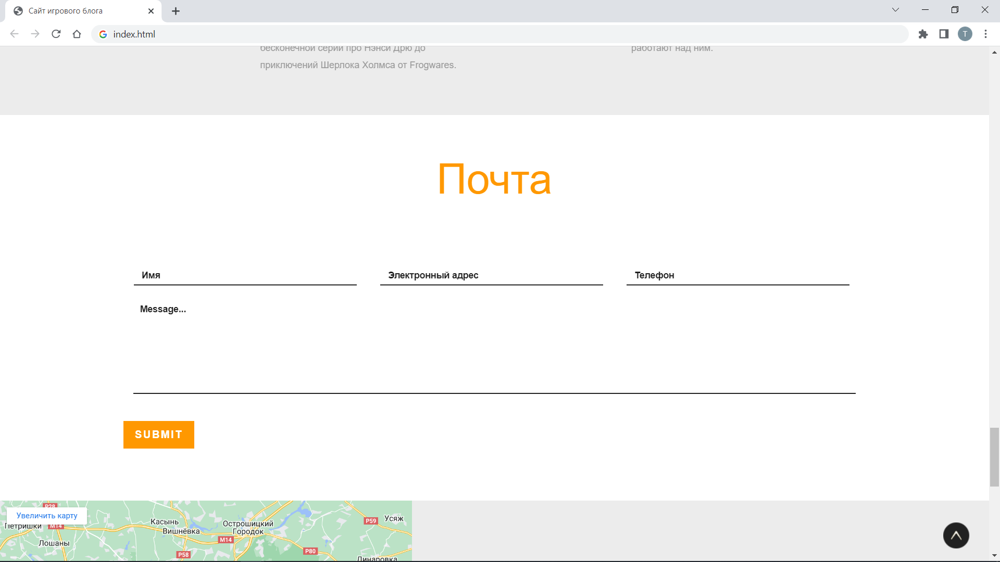 Сайт игрового блога
index.html
T
бесконечной серии про Нэнси Дрю до
приключений Шерлока Холмса от Frogwares.
работают над ним.
Почта
Имя
Электронный адрес
Телефон
Message...
SUBMIT
Увеличить карту
P28
Петришки
M14
Касынь
Вишнёвка
Острошицкий
Городок
P59
Усяж
Лошаны
M14
P58
P80
Динаровка